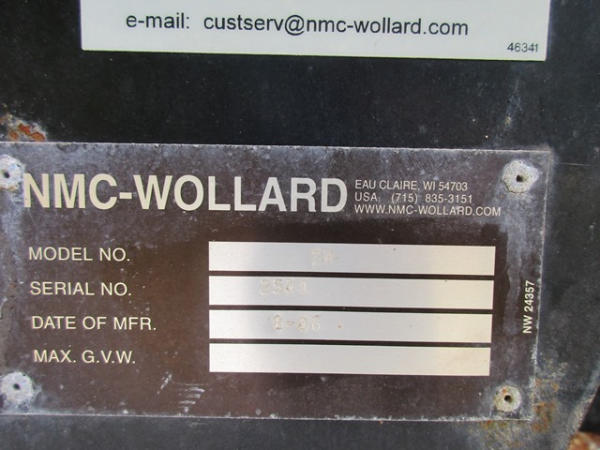 e-mail: custserv@nmc-wollard.com
46341
NMC-WOLLARD
EAU CLAIRE, WI 54703
USA (715) 835-3151
WWW.NMC-WOLLARD.COM
MODEL NO.
SERIAL NO.
DATE OF MFR.
MAX. G.V.W.
NW 24357